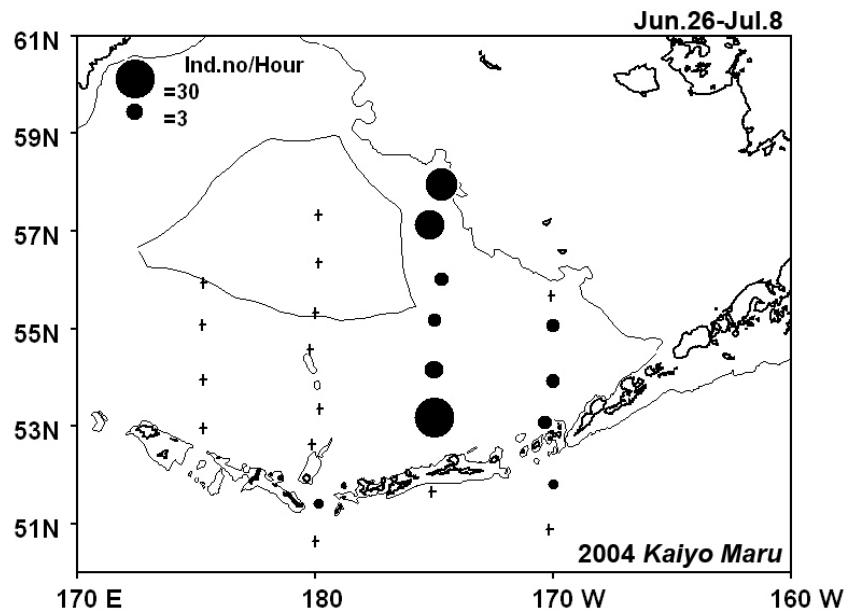 Jun.26-Jul.8
61N
Ind.no/Hour
=30
=3
59N
57N
55N
53N
51N
2004 Kaiyo Maru
170 E
180
170 W
160 W